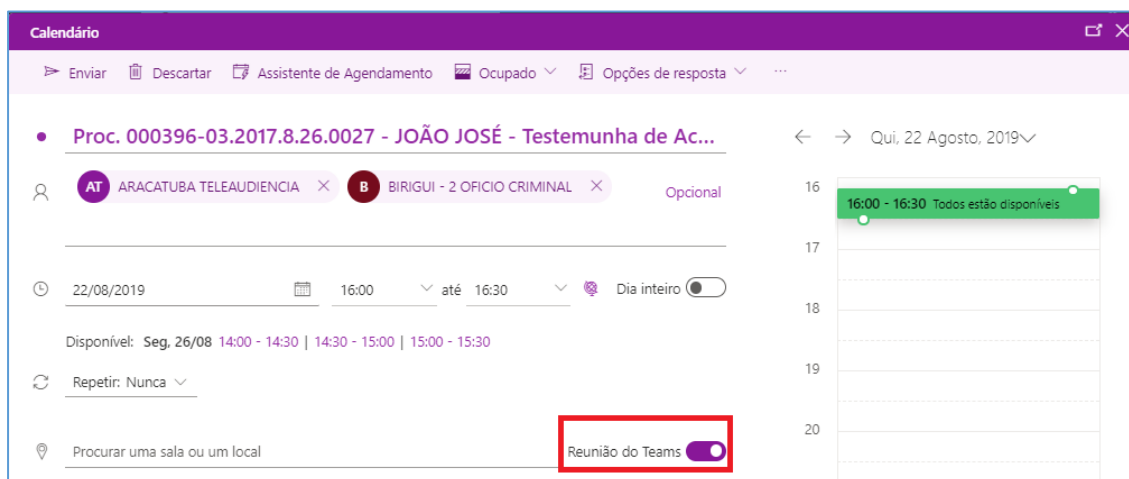 Calendário
Enviar Descartar Assistente de Agendamento Ocupado Opções de resposta ...
Proc. 000396-03.2017.8.26.0027 - JOÃO JOSÉ - Testemunha de Ac...
AT ARACATUBA TELEAUDIENCIA B BIRIGUI - 2 OFICIO CRIMINAL Opcional
22/08/2019 16:00 até 16:30 Dia inteiro
Disponível: Seg, 26/08 14:00 - 14:30 | 14:30 - 15:00 | 15:00 - 15:30
Repetir: Nunca
Procurar uma sala ou um local Reunião do Teams
Qui, 22 Agosto, 2019
16
16:00 - 16:30 Todos estão disponíveis
17
18
19
20